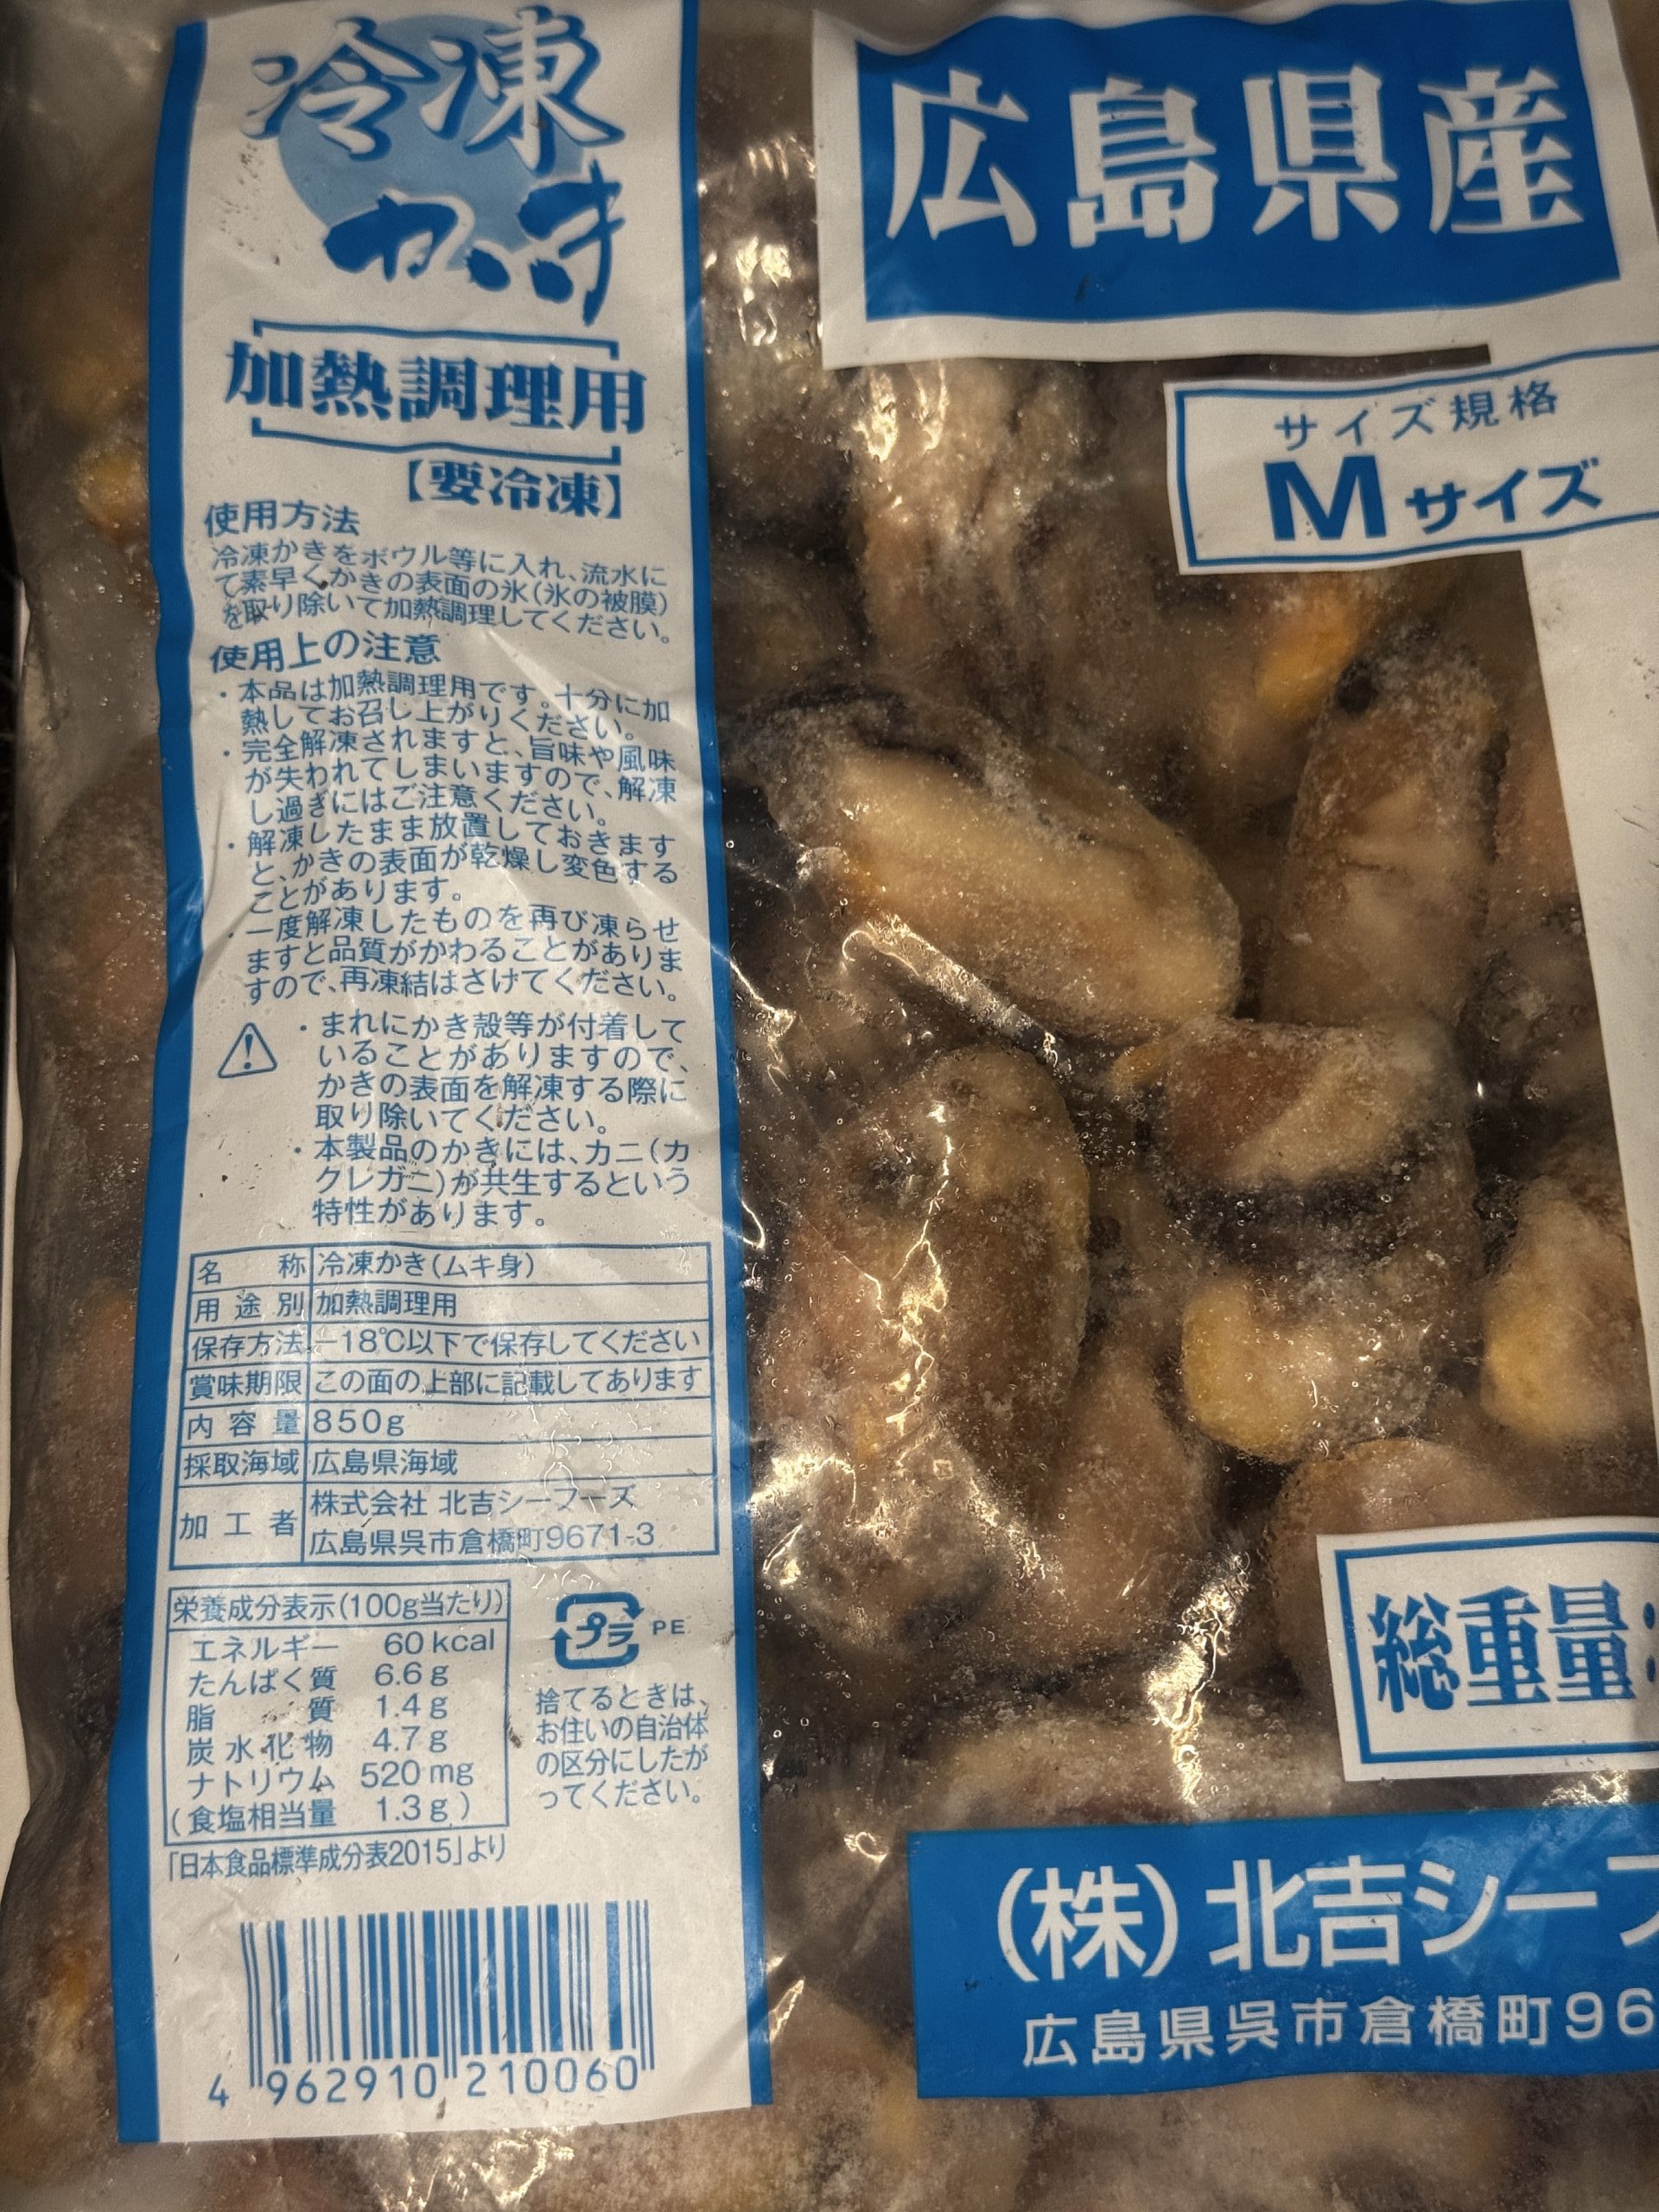 冷凍
かき
加熱調理用
【要冷凍】
使用方法
冷凍かきをボウル等に入れ、流水に
て素早くかきの表面の氷(氷の被膜)
を取り除いて加熱調理してください。
使用上の注意
・本品は加熱調理用です。十分に加
熱してお召し上がりください。
・完全解凍されますと、旨味や風味
が失われてしまいますので、解凍
し過ぎにはご注意ください。
・解凍したまま放置しておきます
と、かきの表面が乾燥し変色する
ことがあります。
・一度解凍したものを再び凍らせ
ますと品質がかわることがありま
すので、再凍結はさけてください。
・まれにかき殻等が付着して
いることがありますので、
かきの表面を解凍する際に
取り除いてください。
・本製品のかきには、カニ(カ
クレガニ)が共生するという
特性があります。
名称 冷凍かき(ムキ身)
用途別 加熱調理用
保存方法 －18℃以下で保存してください
賞味期限 この面の上部に記載してあります
内容量 850g
採取海域 広島県海域
加工者 株式会社 北吉シーフーズ
広島県呉市倉橋町9671-3
栄養成分表示(100g当たり)
エネルギー 60kcal
たんぱく質 6.6g
脂質 1.4g
炭水化物 4.7g
ナトリウム 520mg
(食塩相当量 1.3g)
「日本食品標準成分表2015」より
プラ PE
捨てるときは、
お住いの自治体
の区分にしたが
ってください。
4 962910 210060
広島県産
サイズ規格
Mサイズ
総重量:
(株)北吉シーフ
広島県呉市倉橋町96